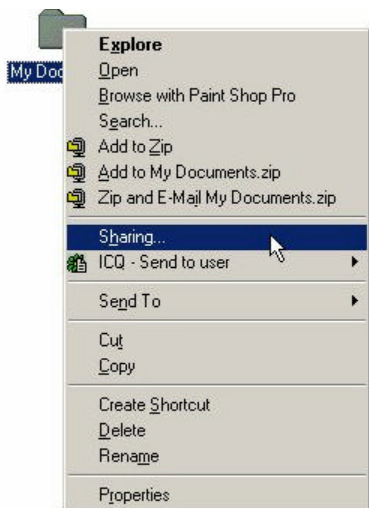 My Doc
Explore
Open
Browse with Paint Shop Pro
Search...
Add to Zip
Add to My Documents.zip
Zip and E-Mail My Documents.zip
Sharing...
ICQ - Send to user
Send To
Cut
Copy
Create Shortcut
Delete
Rename
Properties